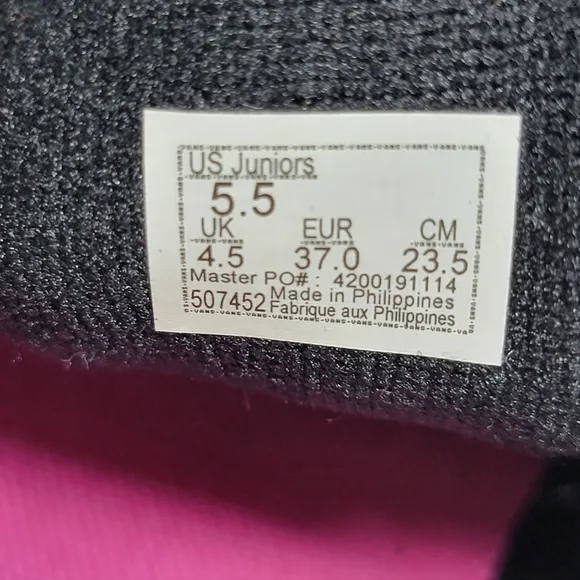 US Juniors
5.5
UK EUR CM
4.5 37.0 23.5
Master PO# : 4200191114
507452 Made in Philippines
Fabrique aux Philippines